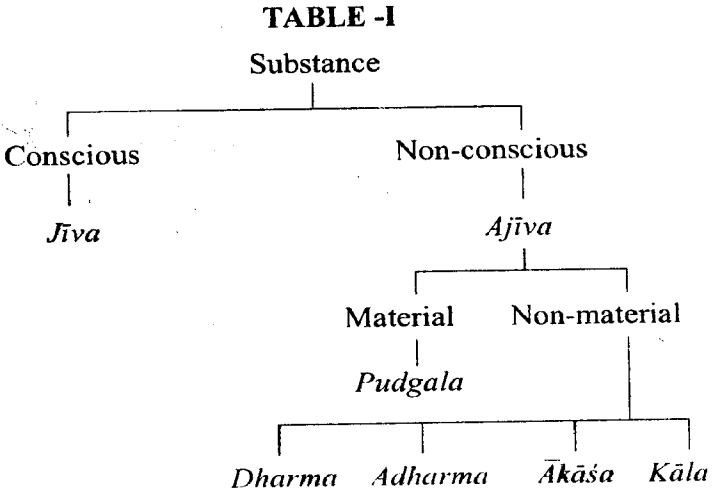 TABLE -I
Substance
Conscious Non-conscious
Jīva Ajīva
Material Non-material
Pudgala
Dharma Adharma Ākāśa Kāla